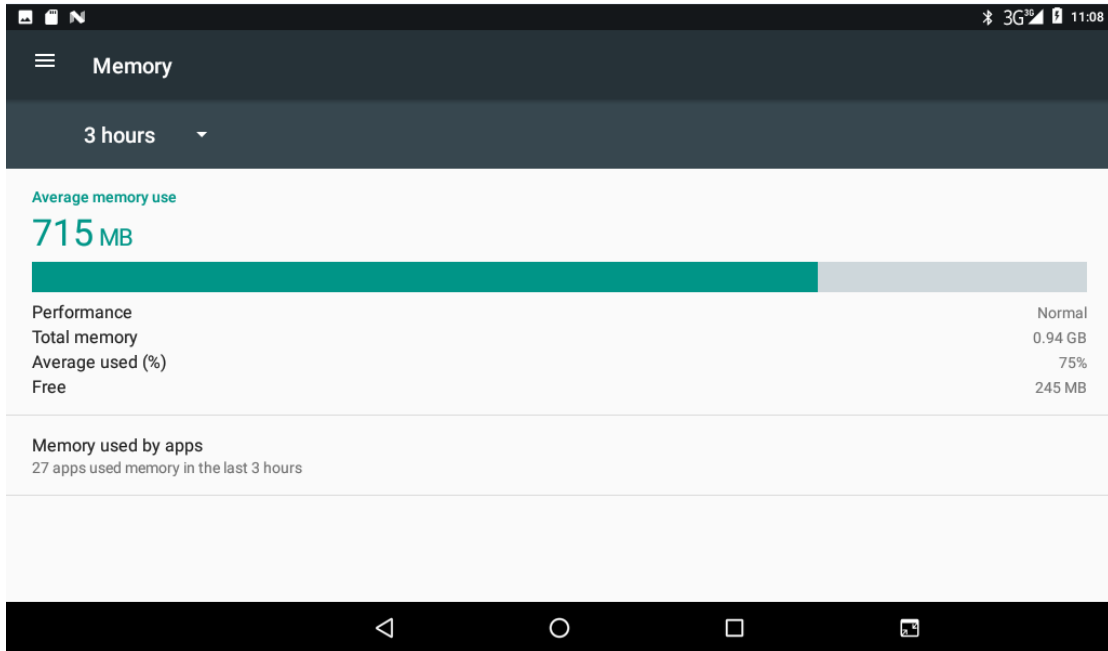 3G 3G 11:08
Memory
3 hours
Average memory use
715 MB
Performance Normal
Total memory 0.94 GB
Average used (%) 75%
Free 245 MB
Memory used by apps
27 apps used memory in the last 3 hours